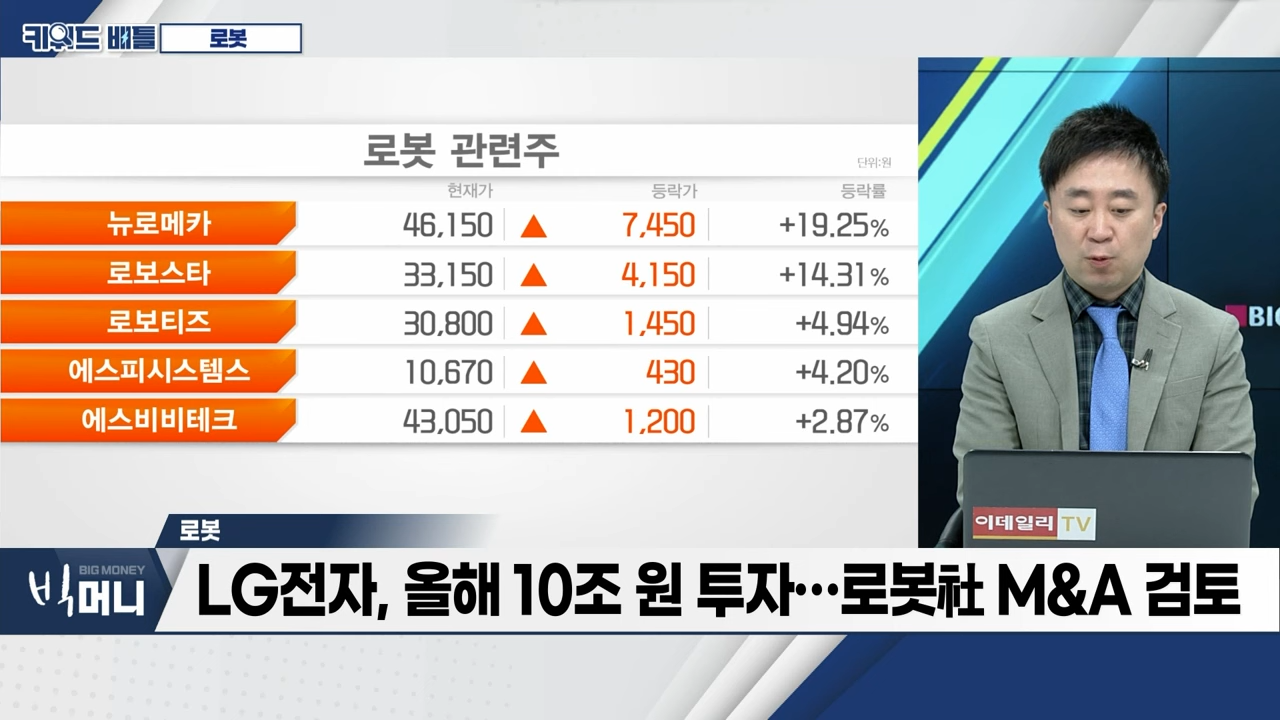 키워드 배틀 로봇
로봇 관련주
단위:원
현재가 등락가 등락률
뉴로메카 46,150 ▲ 7,450 +19.25%
로보스타 33,150 ▲ 4,150 +14.31%
로보티즈 30,800 ▲ 1,450 +4.94%
에스피시스템스 10,670 ▲ 430 +4.20%
에스비비테크 43,050 ▲ 1,200 +2.87%
BIG
이데일리TV
로봇
BIG MONEY
빅머니
LG전자, 올해 10조 원 투자…로봇社 M&A 검토